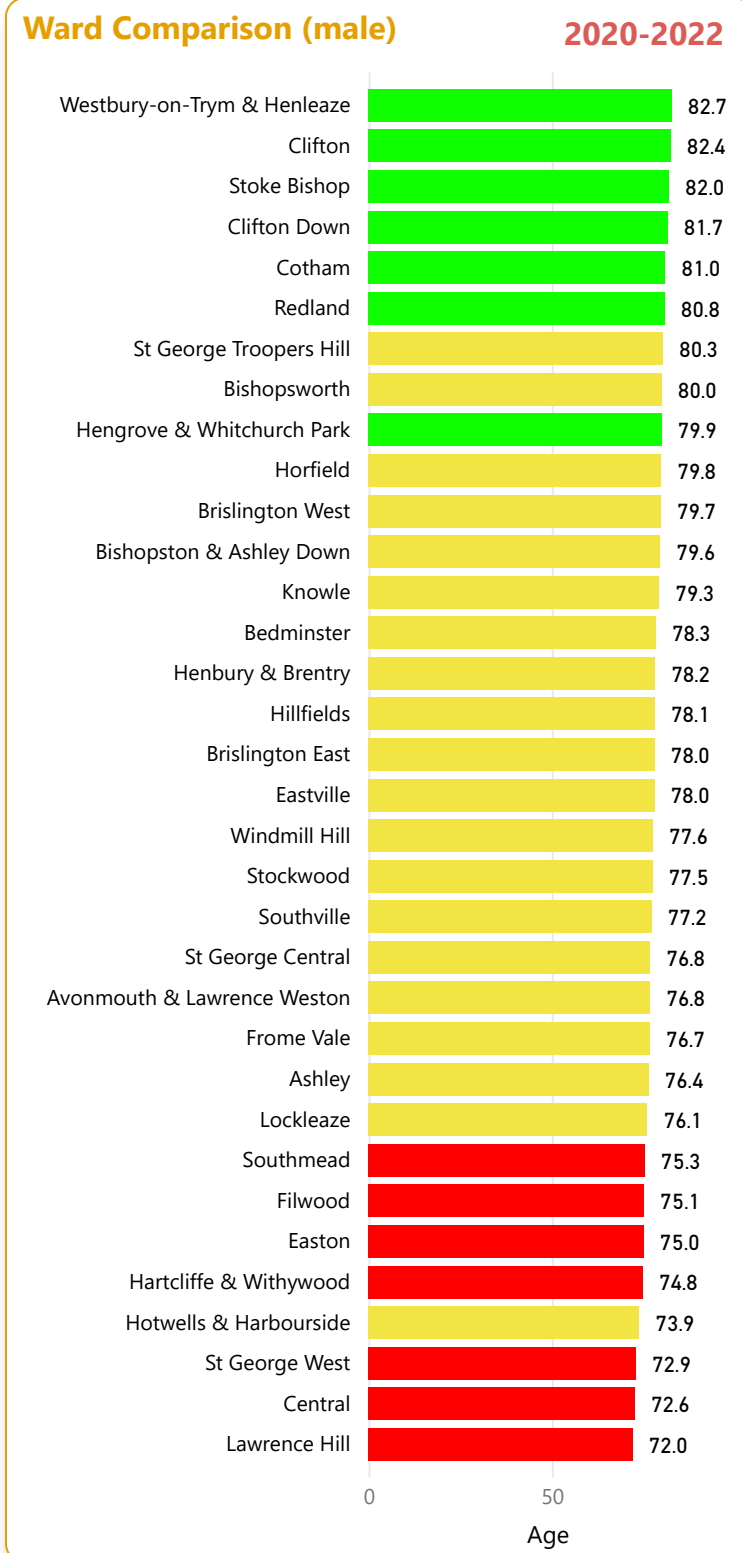 Ward Comparison (male) 2020-2022
Westbury-on-Trym & Henleaze 82.7
Clifton 82.4
Stoke Bishop 82.0
Clifton Down 81.7
Cotham 81.0
Redland 80.8
St George Troopers Hill 80.3
Bishopsworth 80.0
Hengrove & Whitchurch Park 79.9
Horfield 79.8
Brislington West 79.7
Bishopston & Ashley Down 79.6
Knowle 79.3
Bedminster 78.3
Henbury & Brentry 78.2
Hillfields 78.1
Brislington East 78.0
Eastville 78.0
Windmill Hill 77.6
Stockwood 77.5
Southville 77.2
St George Central 76.8
Avonmouth & Lawrence Weston 76.8
Frome Vale 76.7
Ashley 76.4
Lockleaze 76.1
Southmead 75.3
Filwood 75.1
Easton 75.0
Hartcliffe & Withywood 74.8
Hotwells & Harbourside 73.9
St George West 72.9
Central 72.6
Lawrence Hill 72.0
0 50
Age